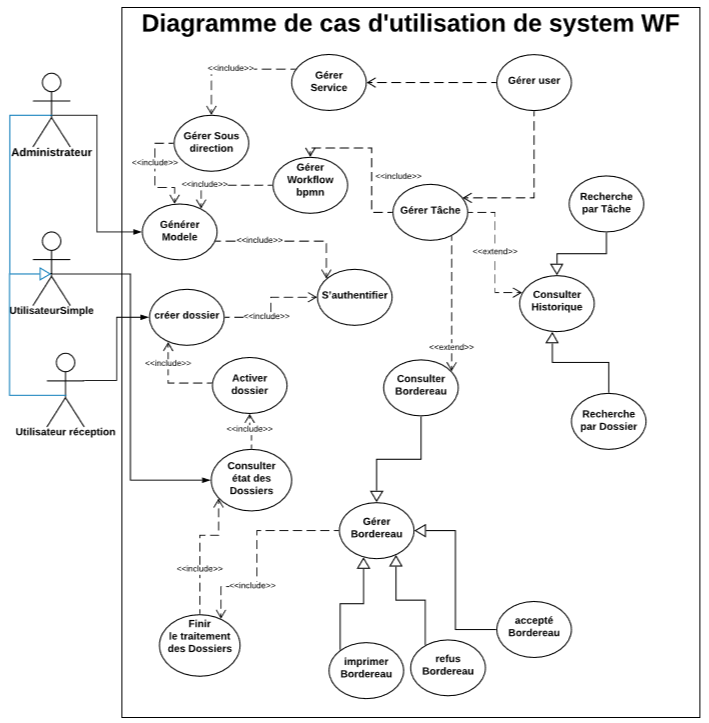 Diagramme de cas d'utilisation de system WF
<<include>>
Gérer
Service
Gérer user
Administrateur
Gérer Sous
direction
<<include>>
Gérer
Workflow
bpmn
<<include>>
<<include>>
Gérer Tâche
Recherche
par Tâche
Générer
Modele
<<include>>
<<extend>>
UtilisateurSimple
S'authentifier
Consulter
Historique
créer dossier
<<include>>
<<extend>>
<<include>>
Activer
dossier
Consulter
Bordereau
Utilisateur réception
Recherche
par Dossier
<<include>>
Consulter
état des
Dossiers
Gérer
Bordereau
<<include>>
<<include>>
Finir
le traitement
des Dossiers
imprimer
Bordereau
refus
Bordereau
accepté
Bordereau